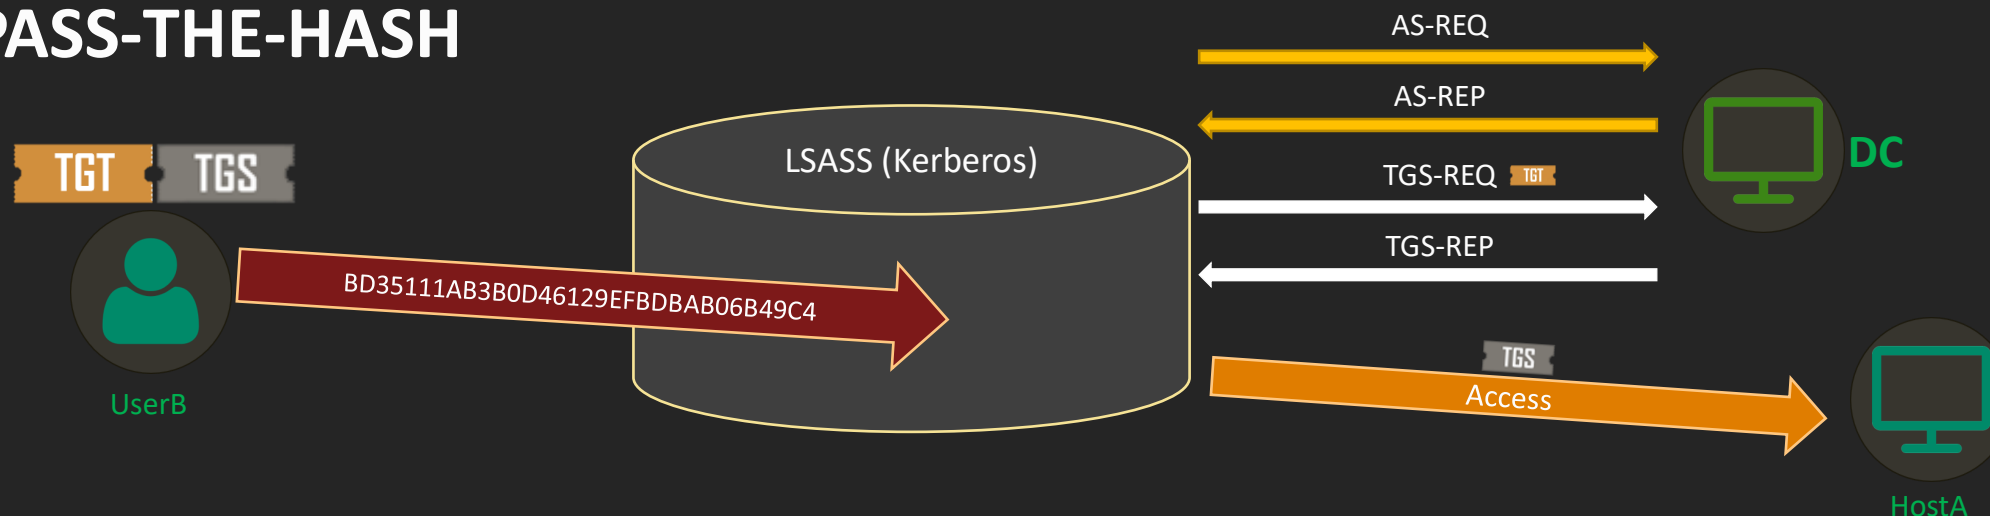 PASS-THE-HASH
AS-REQ
AS-REP
TGT TGS
LSASS (Kerberos)
DC
TGS-REQ TGT
TGS-REP
BD35111AB3B0D46129EFBDBAB06B49C4
UserB
TGS
Access
HostA